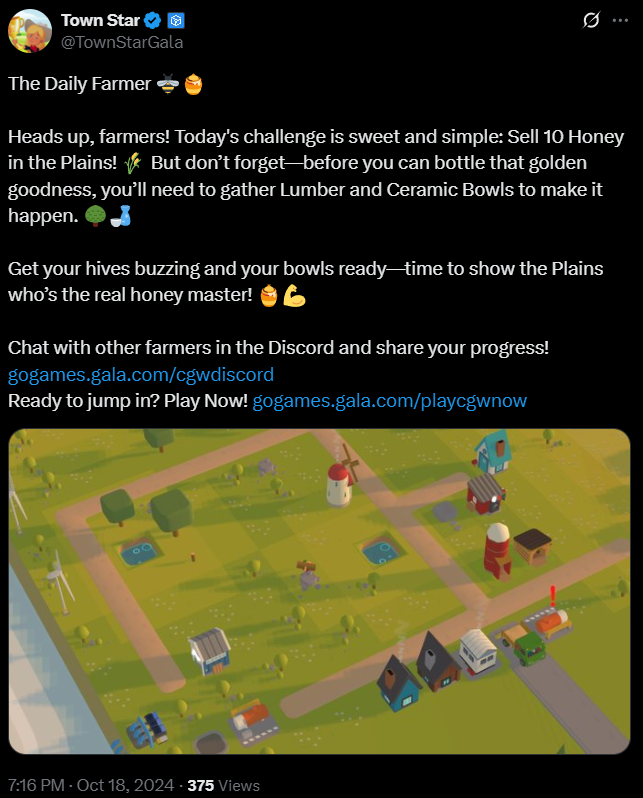 Town Star
@TownStarGala
The Daily Farmer 🐝 🍯
Heads up, farmers! Today's challenge is sweet and simple: Sell 10 Honey
in the Plains! 🌾 But don’t forget—before you can bottle that golden
goodness, you’ll need to gather Lumber and Ceramic Bowls to make it
happen. 🌳 🍶
Get your hives buzzing and your bowls ready—time to show the Plains
who’s the real honey master! 🍯 💪
Chat with other farmers in the Discord and share your progress!
gogames.gala.com/cgwdiscord
Ready to jump in? Play Now! gogames.gala.com/playcgwnow
7:16 PM · Oct 18, 2024 · 375 Views